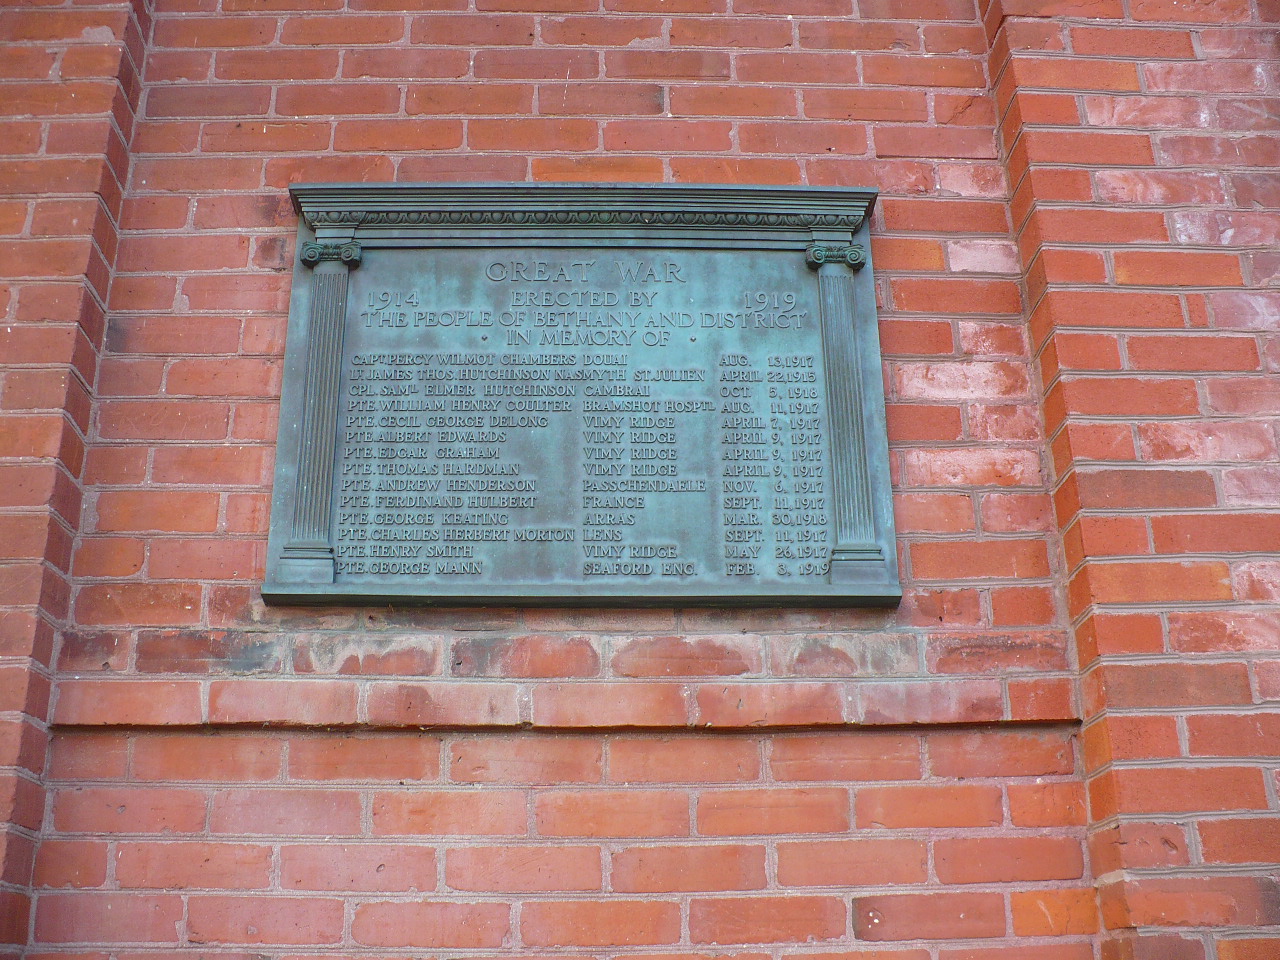 GREAT WAR
1914 ERECTED BY 1919
THE PEOPLE OF BETHANY AND DISTRICT
IN MEMORY OF
CAPT. PERCY WILMOT CHAMBERS DOUAI AUG. 13, 1917
LT. JAMES THOS. HUTCHINSON NASMYTH ST. JULIEN APRIL 22, 1915
CPL. SAML ELMER HUTCHINSON CAMBRAI OCT. 5, 1918
PTE. WILLIAM HENRY COULTER BRAMSHOT HOSPTL. AUG. 11, 1918
PTE. CECIL GEORGE DELONG VIMY RIDGE APRIL 7, 1917
PTE. ALBERT EDWARDS VIMY RIDGE APRIL 9, 1917
PTE. EDGAR GRAHAM VIMY RIDGE APRIL 9, 1917
PTE. THOMAS HARDMAN VIMY RIDGE APRIL 9, 1917
PTE. ANDREW HENDERSON PASSCHENDAELE NOV. 6, 1917
PTE. FERDINAND HULBERT FRANCE SEPT. 11, 1917
PTE. GEORGE KEATING ARRAS MAR. 30, 1918
PTE. CHARLES HERBERT MORTON LENS SEPT. 11, 1917
PTE. HENRY SMITH VIMY RIDGE MAY 26, 1917
PTE. GEORGE MANN SEAFORD ENG. FEB. 3, 1919